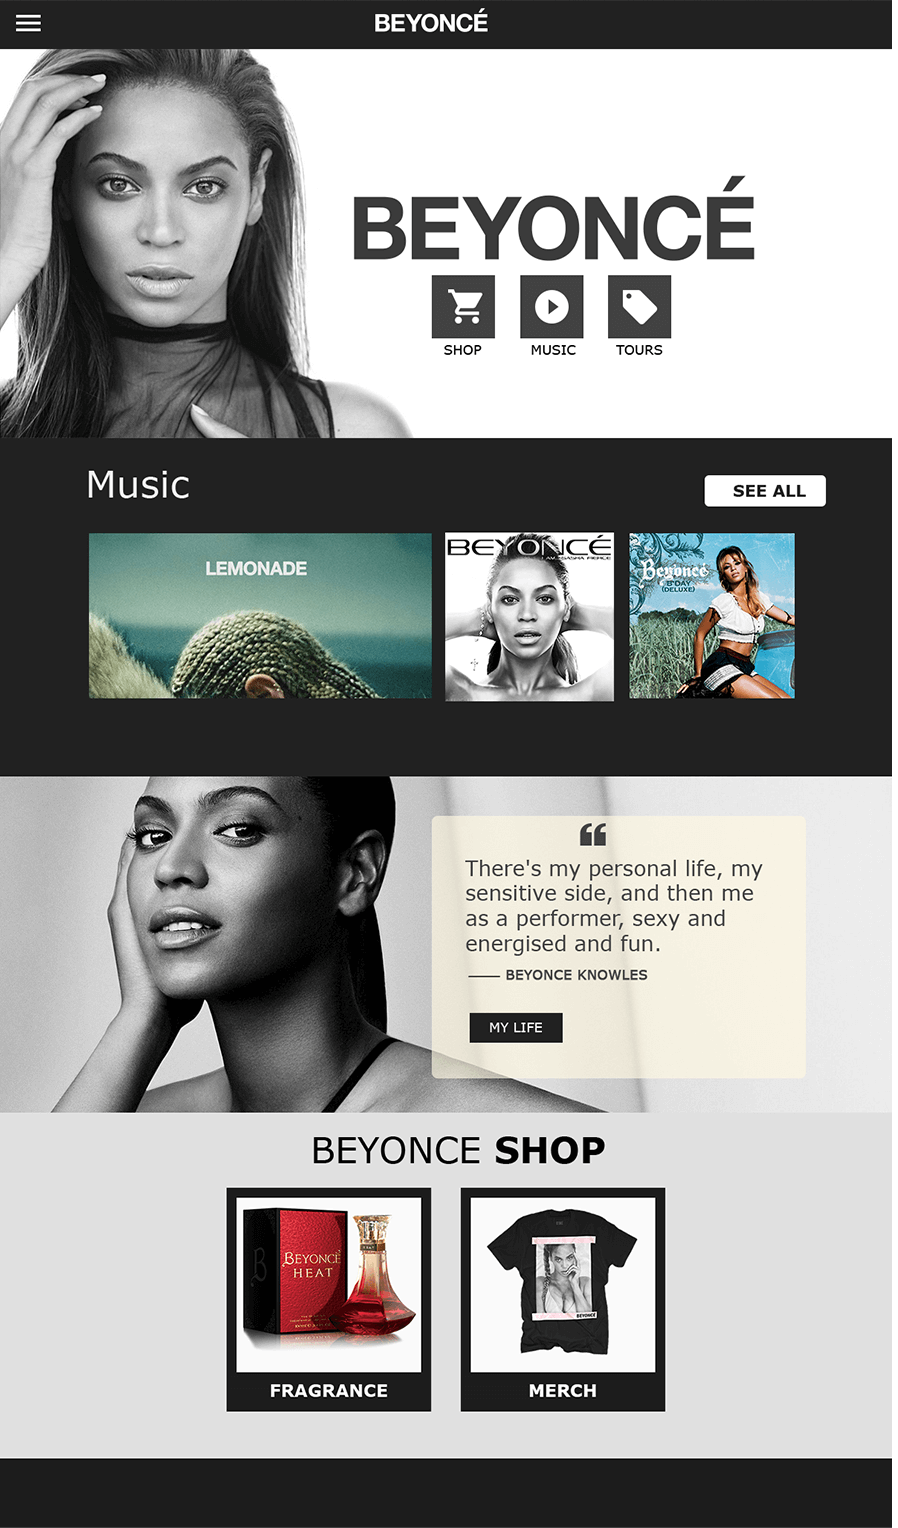 BEYONCÉ
BEYONCÉ
SHOP
MUSIC
TOURS
Music
SEE ALL
LEMONADE
BEYONCÉ
I AM...SASHA FIERCE
Beyoncé
B'DAY
(DELUXE)
There's my personal life, my
sensitive side, and then me
as a performer, sexy and
energised and fun.
BEYONCE KNOWLES
MY LIFE
BEYONCE SHOP
BEYONCÉ
HEAT
BEYONCÉ
FRAGRANCE
MERCH